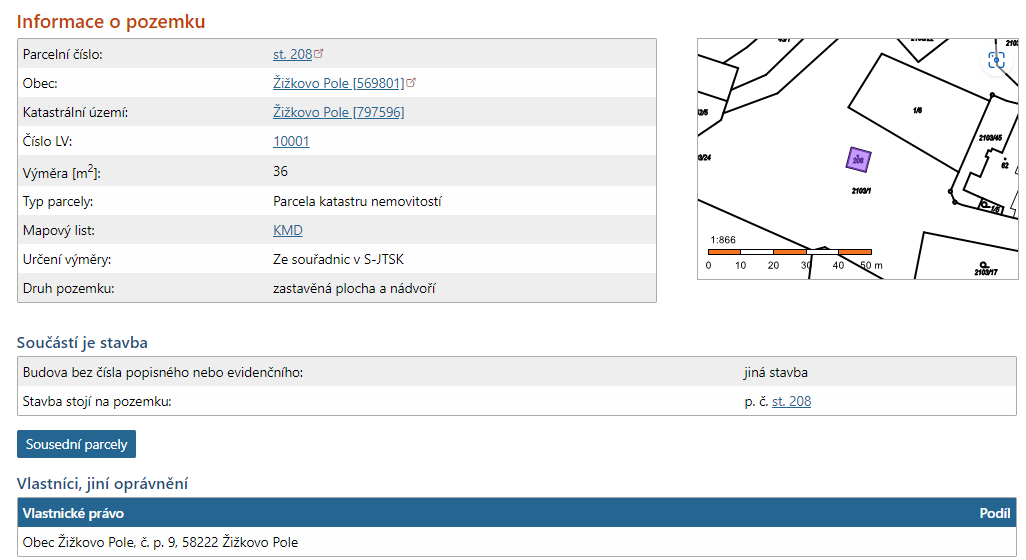 Informace o pozemku
Parcelní číslo: st. 208
Obec: Žižkovo Pole [569801]
Katastrální území: Žižkovo Pole [797596]
Číslo LV: 10001
Výměra [m2]: 36
Typ parcely: Parcela katastru nemovitostí
Mapový list: KMD
Určení výměry: Ze souřadnic v S-JTSK
Druh pozemku: zastavěná plocha a nádvoří
1/6
2103/45
62
208
2103/1
1/5
2103/17
1:866
0 10 20 30 40 50 m
Součástí je stavba
Budova bez čísla popisného nebo evidenčního: jiná stavba
Stavba stojí na pozemku: p. č. st. 208
Sousední parcely
Vlastníci, jiní oprávnění
Vlastnické právo Podíl
Obec Žižkovo Pole, č. p. 9, 58222 Žižkovo Pole